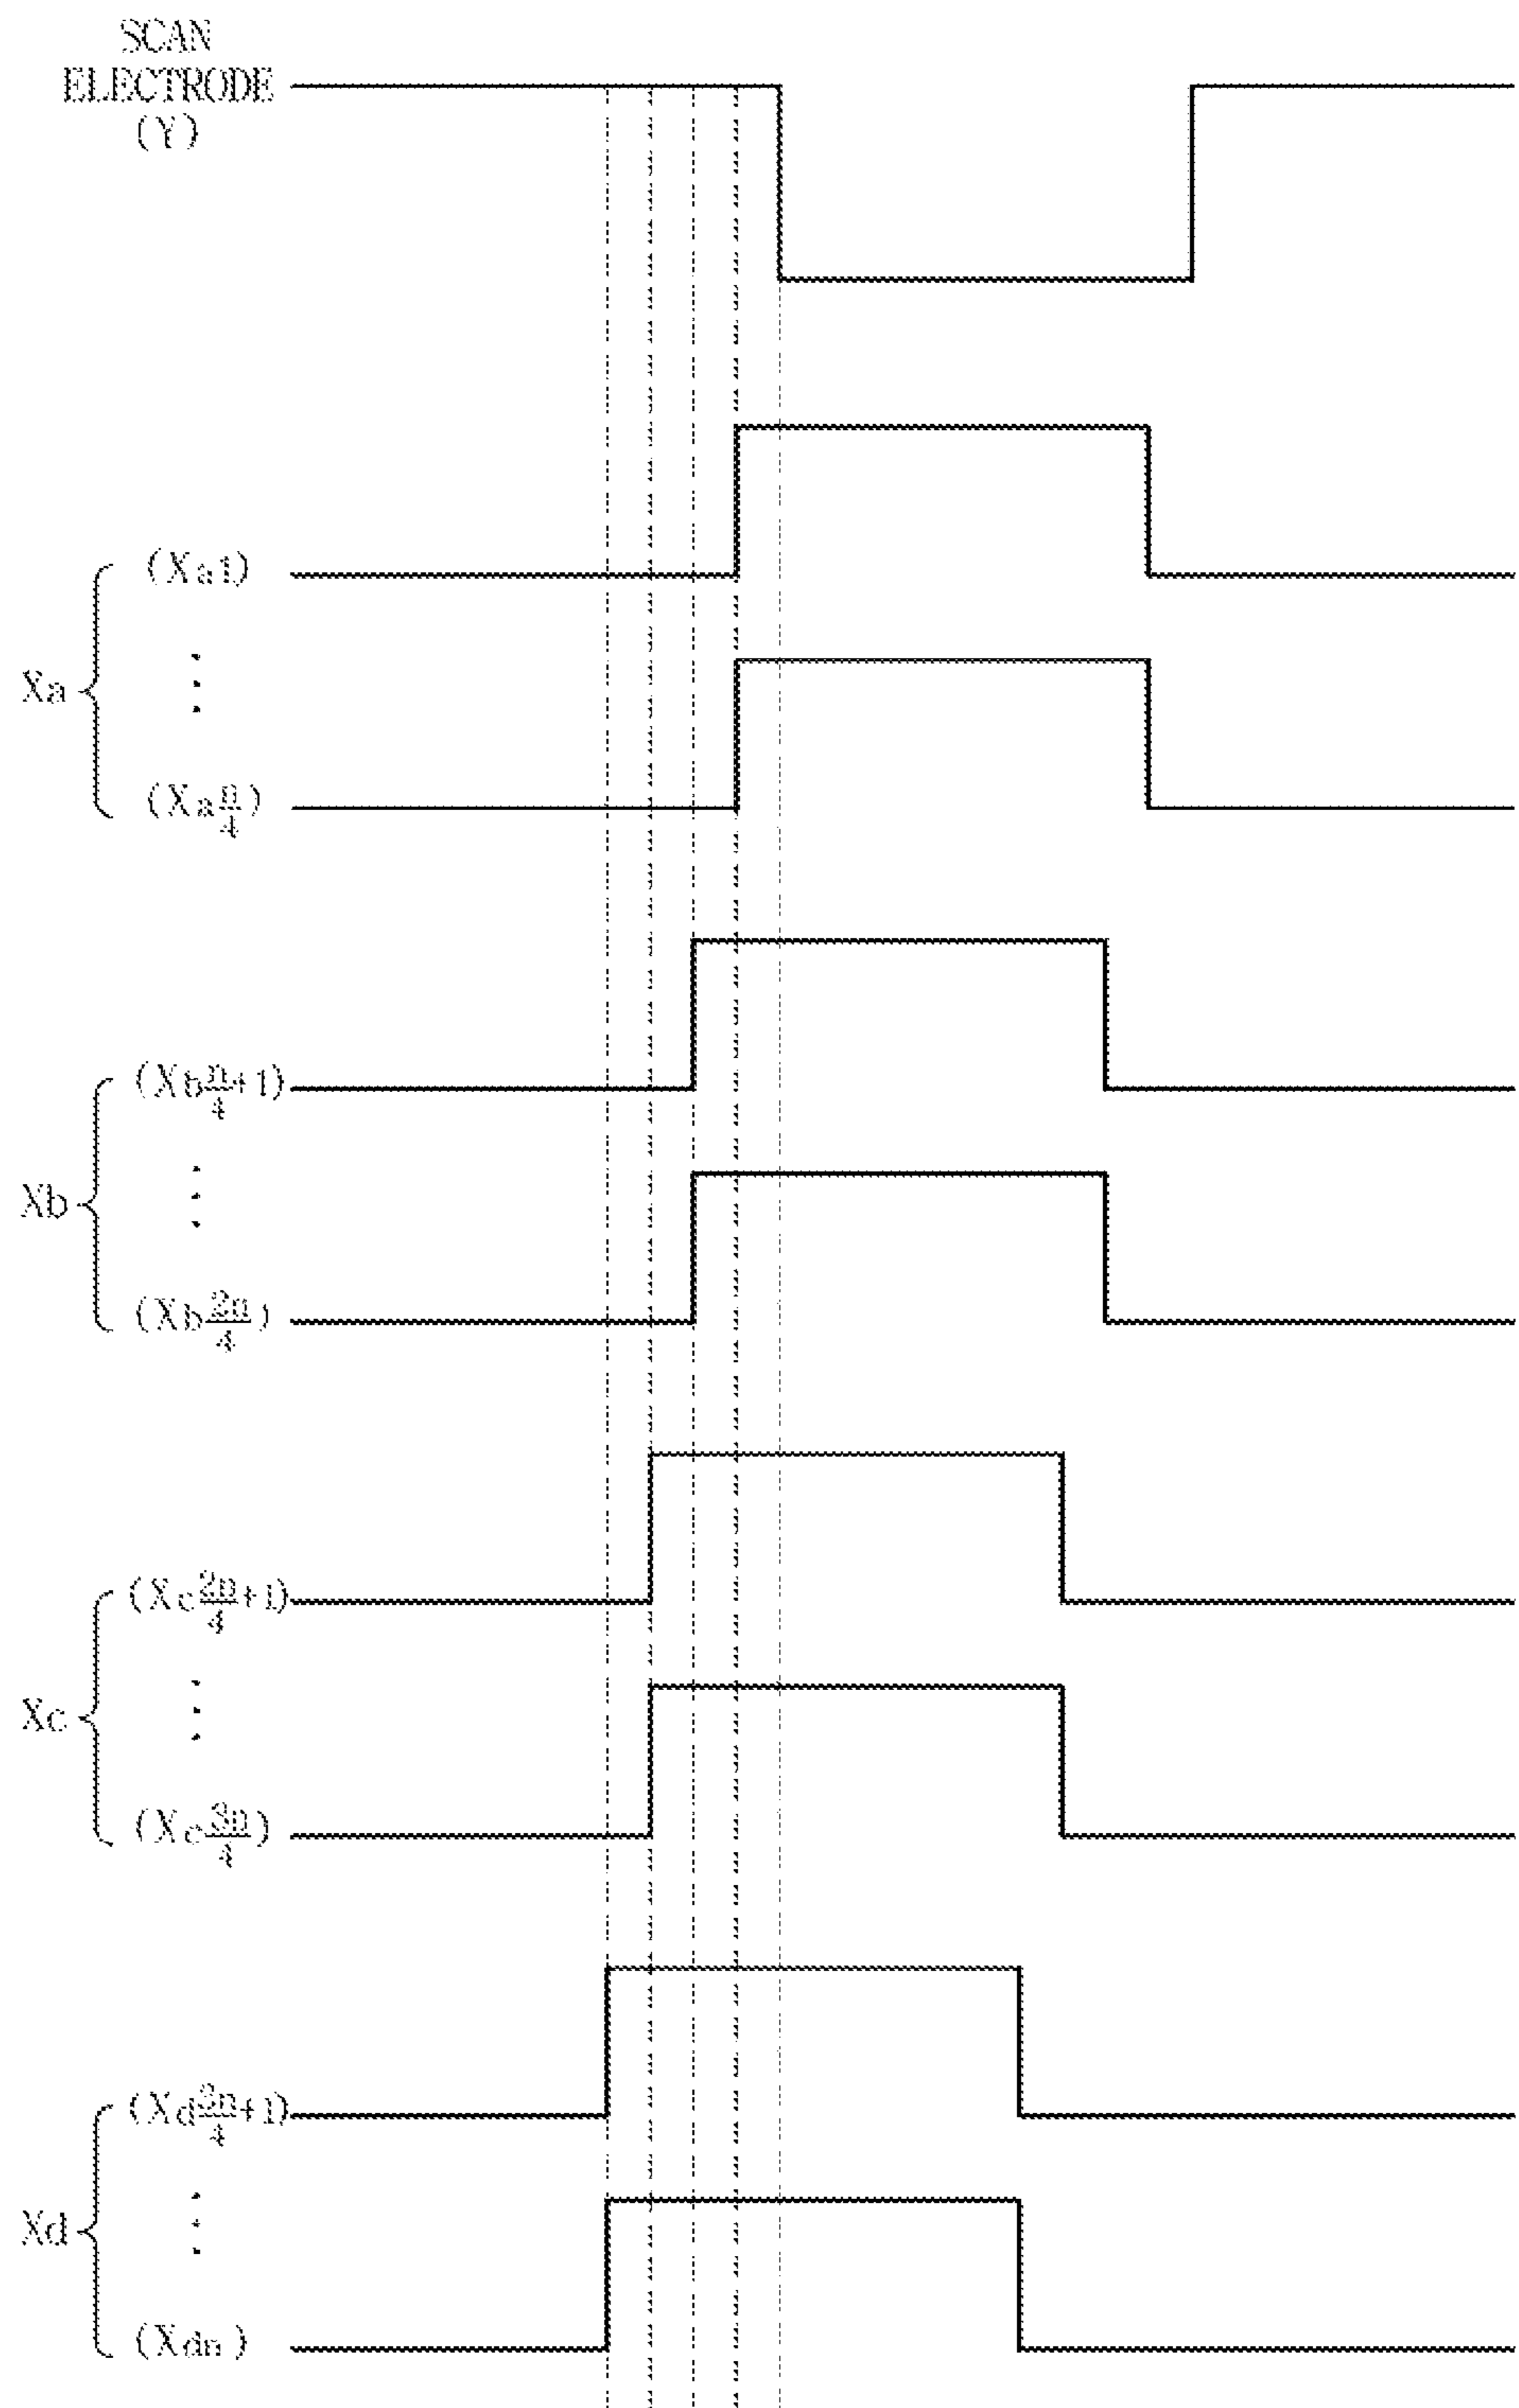 SCAN
ELECTRODE
(Y)
(Xa1)
Xa
(Xa n/4)
(Xb n/4+1)
Xb
(Xb 2n/4)
(Xc 2n/4+1)
Xc
(Xc 3n/4)
(Xd 3n/4+1)
Xd
(Xdn)